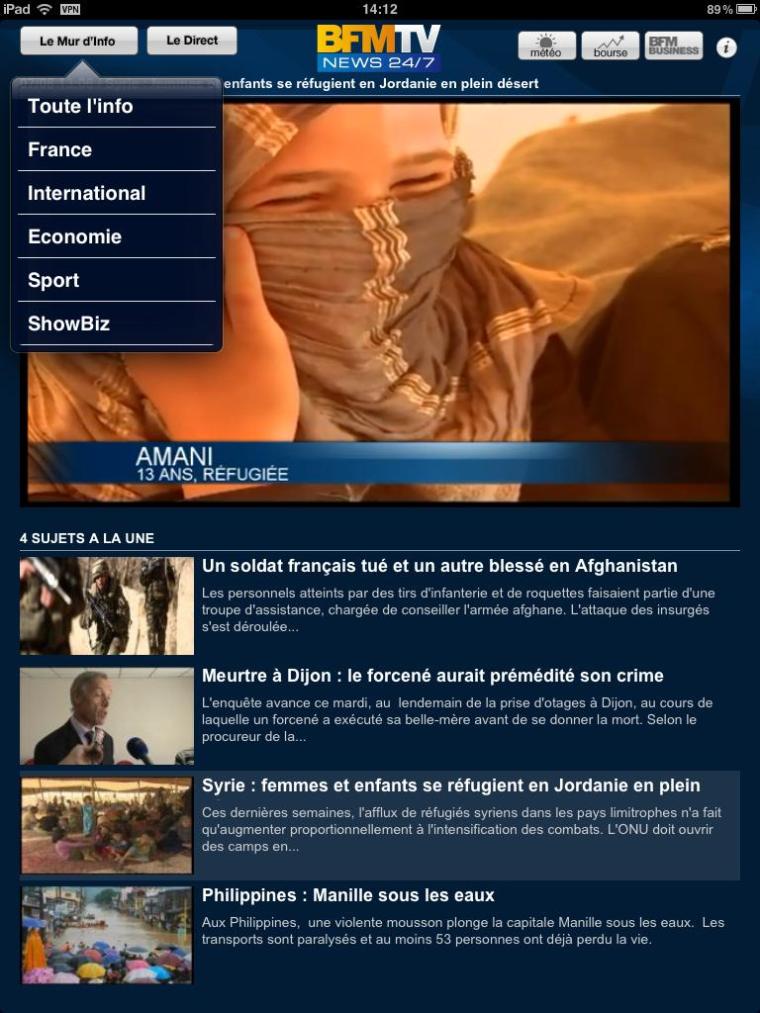 iPad VPN 14:12 89%
Le Mur d'Info Le Direct BFMTV météo bourse BFM BUSINESS i
NEWS 24/7
enfants se réfugient en Jordanie en plein désert
Toute l'info
France
International
Economie
Sport
ShowBiz
AMANI
13 ANS, RÉFUGIÉE
4 SUJETS A LA UNE
Un soldat français tué et un autre blessé en Afghanistan
Les personnels atteints par des tirs d'infanterie et de roquettes faisaient partie d'une
troupe d'assistance, chargée de conseiller l'armée afghane. L'attaque des insurgés
s'est déroulée...
Meurtre à Dijon : le forcené aurait prémédité son crime
L'enquête avance ce mardi, au lendemain de la prise d'otages à Dijon, au cours de
laquelle un forcené a exécuté sa belle-mère avant de se donner la mort. Selon le
procureur de la...
Syrie : femmes et enfants se réfugient en Jordanie en plein
Ces dernières semaines, l'afflux de réfugiés syriens dans les pays limitrophes n'a fait
qu'augmenter proportionnellement à l'intensification des combats. L'ONU doit ouvrir
des camps en...
Philippines : Manille sous les eaux
Aux Philippines, une violente mousson plonge la capitale Manille sous les eaux. Les
transports sont paralysés et au moins 53 personnes ont déjà perdu la vie.